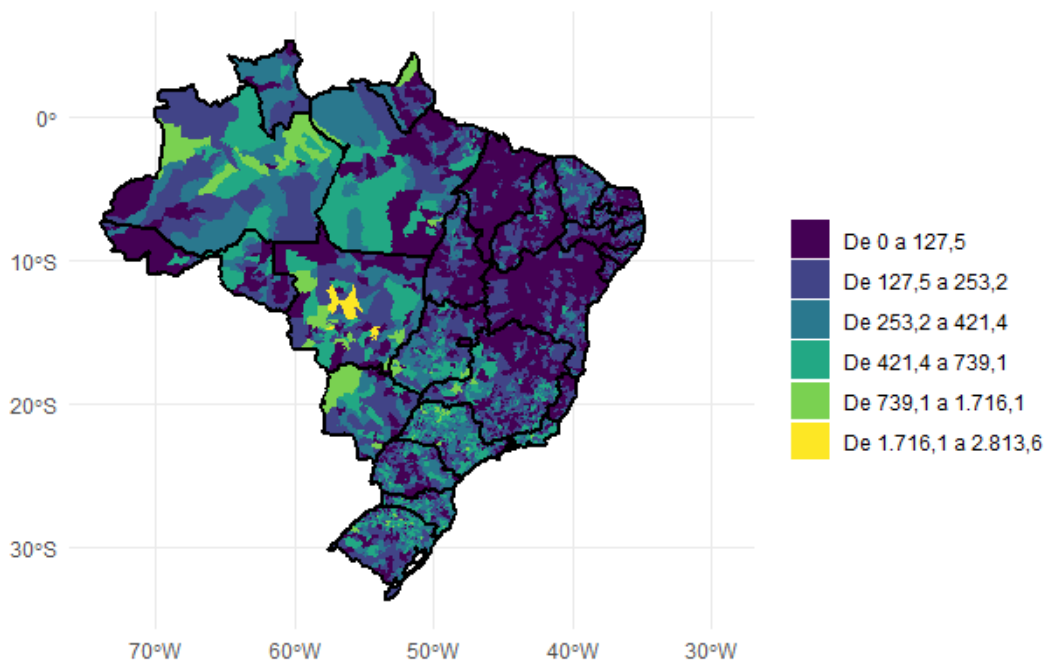 0°
10°S
20°S
30°S
70°W
60°W
50°W
40°W
30°W
De 0 a 127,5
De 127,5 a 253,2
De 253,2 a 421,4
De 421,4 a 739,1
De 739,1 a 1.716,1
De 1.716,1 a 2.813,6